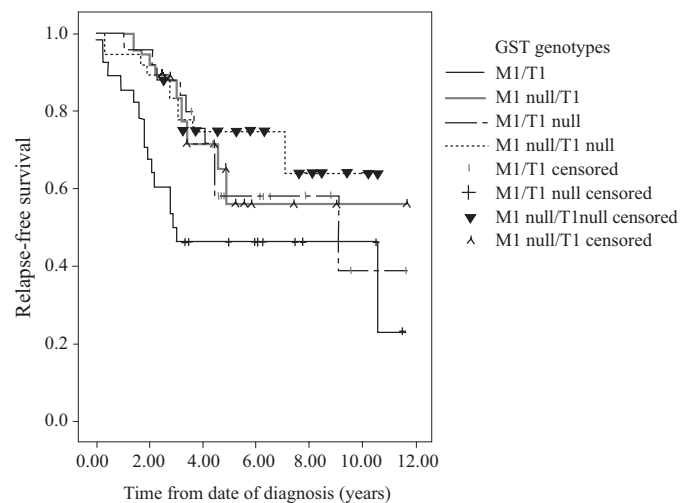 GST genotypes
M1/T1
M1 null/T1
M1/T1 null
M1 null/T1 null
M1/T1 censored
M1/T1 null censored
M1 null/T1null censored
M1 null/T1 censored
Relapse-free survival
1.0
0.8
0.6
0.4
0.2
0.0
0.00 2.00 4.00 6.00 8.00 10.00 12.00
Time from date of diagnosis (years)